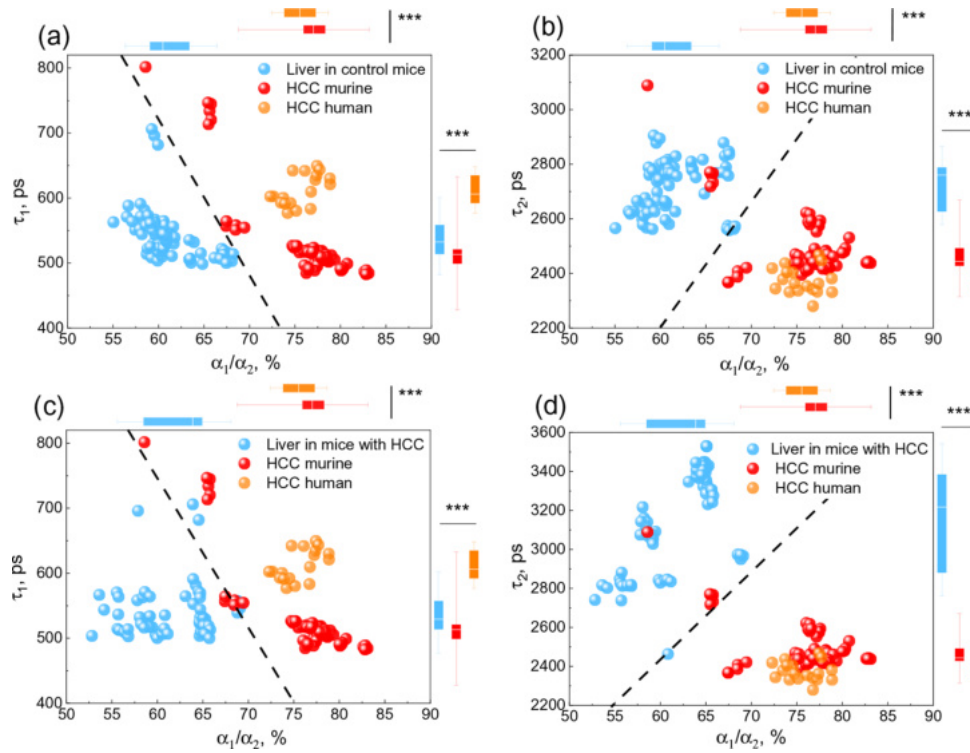 (a)
***
Liver in control mice
HCC murine
HCC human
***
τ1, ps
800
700
600
500
400
50 55 60 65 70 75 80 85 90
α1/α2, %
(b)
***
Liver in control mice
HCC murine
HCC human
***
τ2, ps
3200
3000
2800
2600
2400
2200
50 55 60 65 70 75 80 85 90
α1/α2, %
(c)
***
Liver in mice with HCC
HCC murine
HCC human
***
τ1, ps
800
700
600
500
400
50 55 60 65 70 75 80 85 90
α1/α2, %
(d)
***
Liver in mice with HCC
HCC murine
HCC human
***
τ2, ps
3600
3400
3200
3000
2800
2600
2400
2200
50 55 60 65 70 75 80 85 90
α1/α2, %